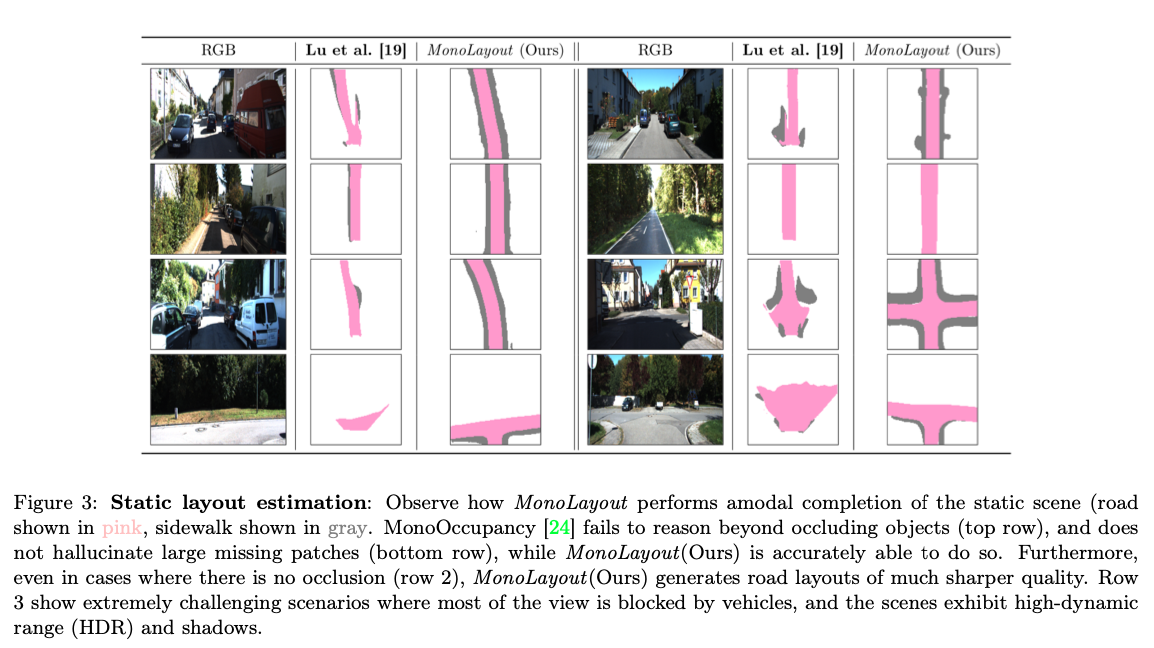 RGB Lu et al. [19] MonoLayout (Ours) RGB Lu et al. [19] MonoLayout (Ours)
Figure 3: Static layout estimation: Observe how MonoLayout performs amodal completion of the static scene (road
shown in pink, sidewalk shown in gray. MonoOccupancy [24] fails to reason beyond occluding objects (top row), and does
not hallucinate large missing patches (bottom row), while MonoLayout(Ours) is accurately able to do so. Furthermore,
even in cases where there is no occlusion (row 2), MonoLayout(Ours) generates road layouts of much sharper quality. Row
3 show extremely challenging scenarios where most of the view is blocked by vehicles, and the scenes exhibit high-dynamic
range (HDR) and shadows.